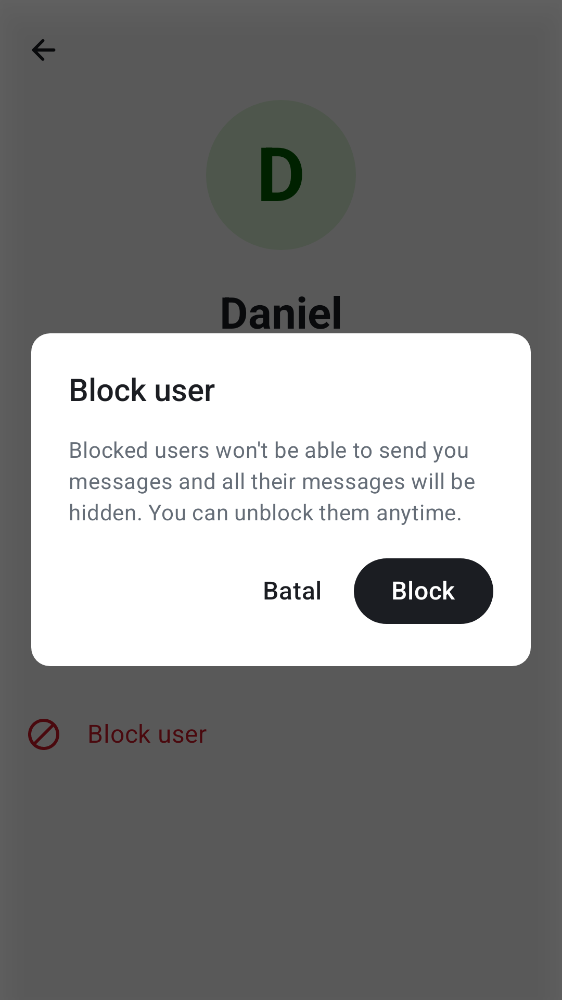 D
Daniel
Block user
Blocked users won't be able to send you
messages and all their messages will be
hidden. You can unblock them anytime.
Batal
Block
Block user